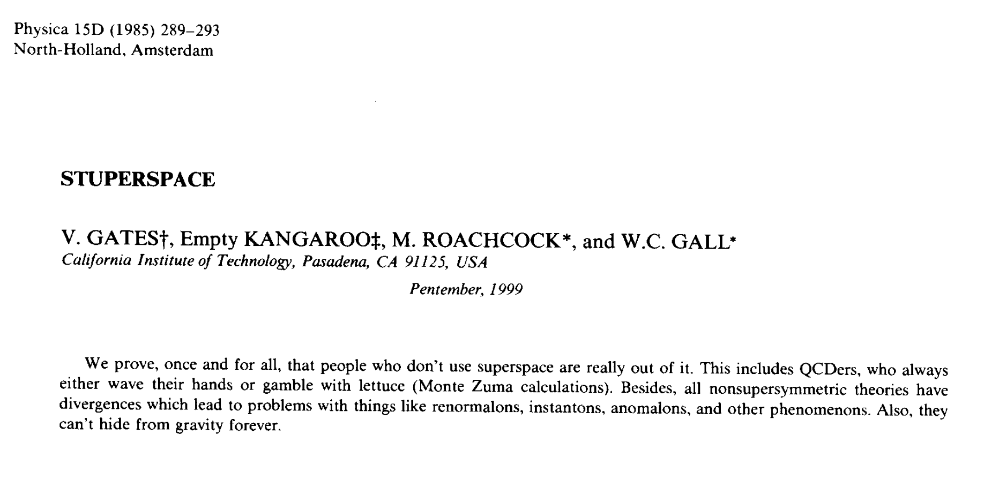 Physica 15D (1985) 289–293
North-Holland, Amsterdam
STUPERSPACE
V. GATES†, Empty KANGAROO‡, M. ROACHCOCK*, and W.C. GALL*
California Institute of Technology, Pasadena, CA 91125, USA
Pentember, 1999
We prove, once and for all, that people who don't use superspace are really out of it. This includes QCDers, who always
either wave their hands or gamble with lettuce (Monte Zuma calculations). Besides, all nonsupersymmetric theories have
divergences which lead to problems with things like renormalons, instantons, anomalons, and other phenomenons. Also, they
can't hide from gravity forever.